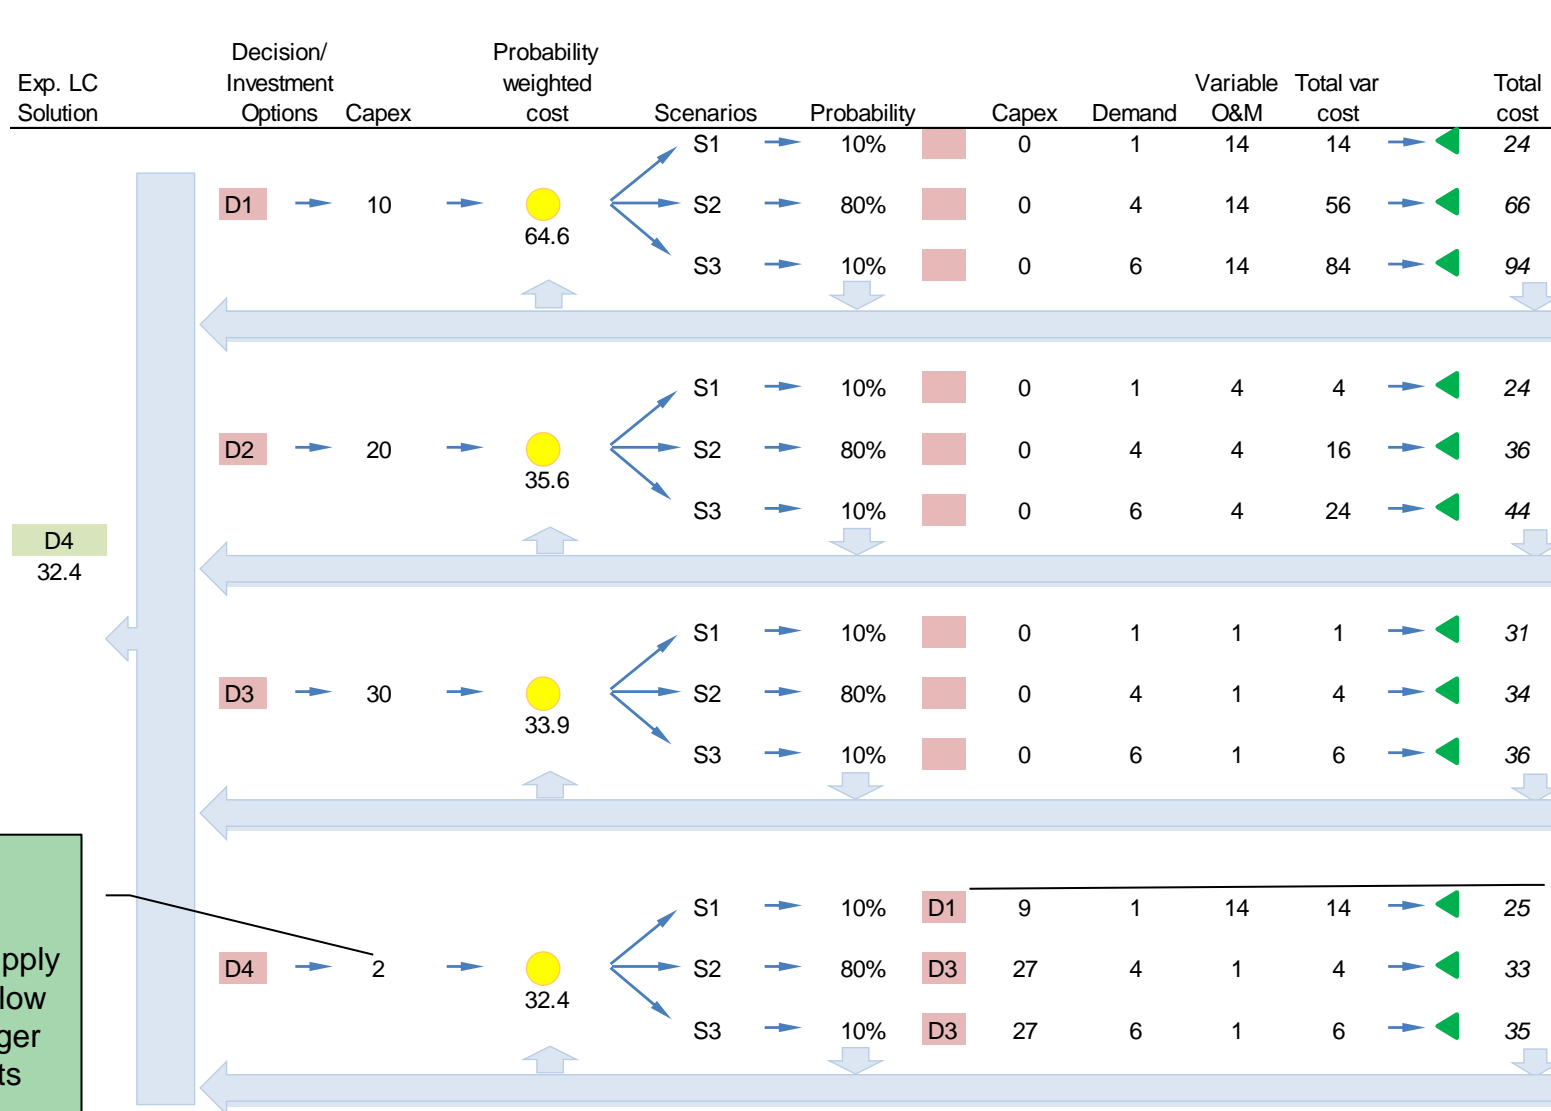 Decision/ Probability
Exp. LC Investment weighted Variable Total var Total
Solution Options Capex cost Scenarios Probability Capex Demand O&M cost cost
S1 10% 0 1 14 14 24
D1 10 S2 80% 0 4 14 56 66
64.6
S3 10% 0 6 14 84 94
S1 10% 0 1 4 4 24
D2 20 S2 80% 0 4 4 16 36
35.6
S3 10% 0 6 4 24 44
D4
32.4
S1 10% 0 1 1 1 31
D3 30 S2 80% 0 4 1 4 34
33.9
S3 10% 0 6 1 6 36
S1 10% D1 9 1 14 14 25
D4 2 S2 80% D3 27 4 1 4 33
32.4
S3 10% D3 27 6 1 6 35
pply
low
ger
ts